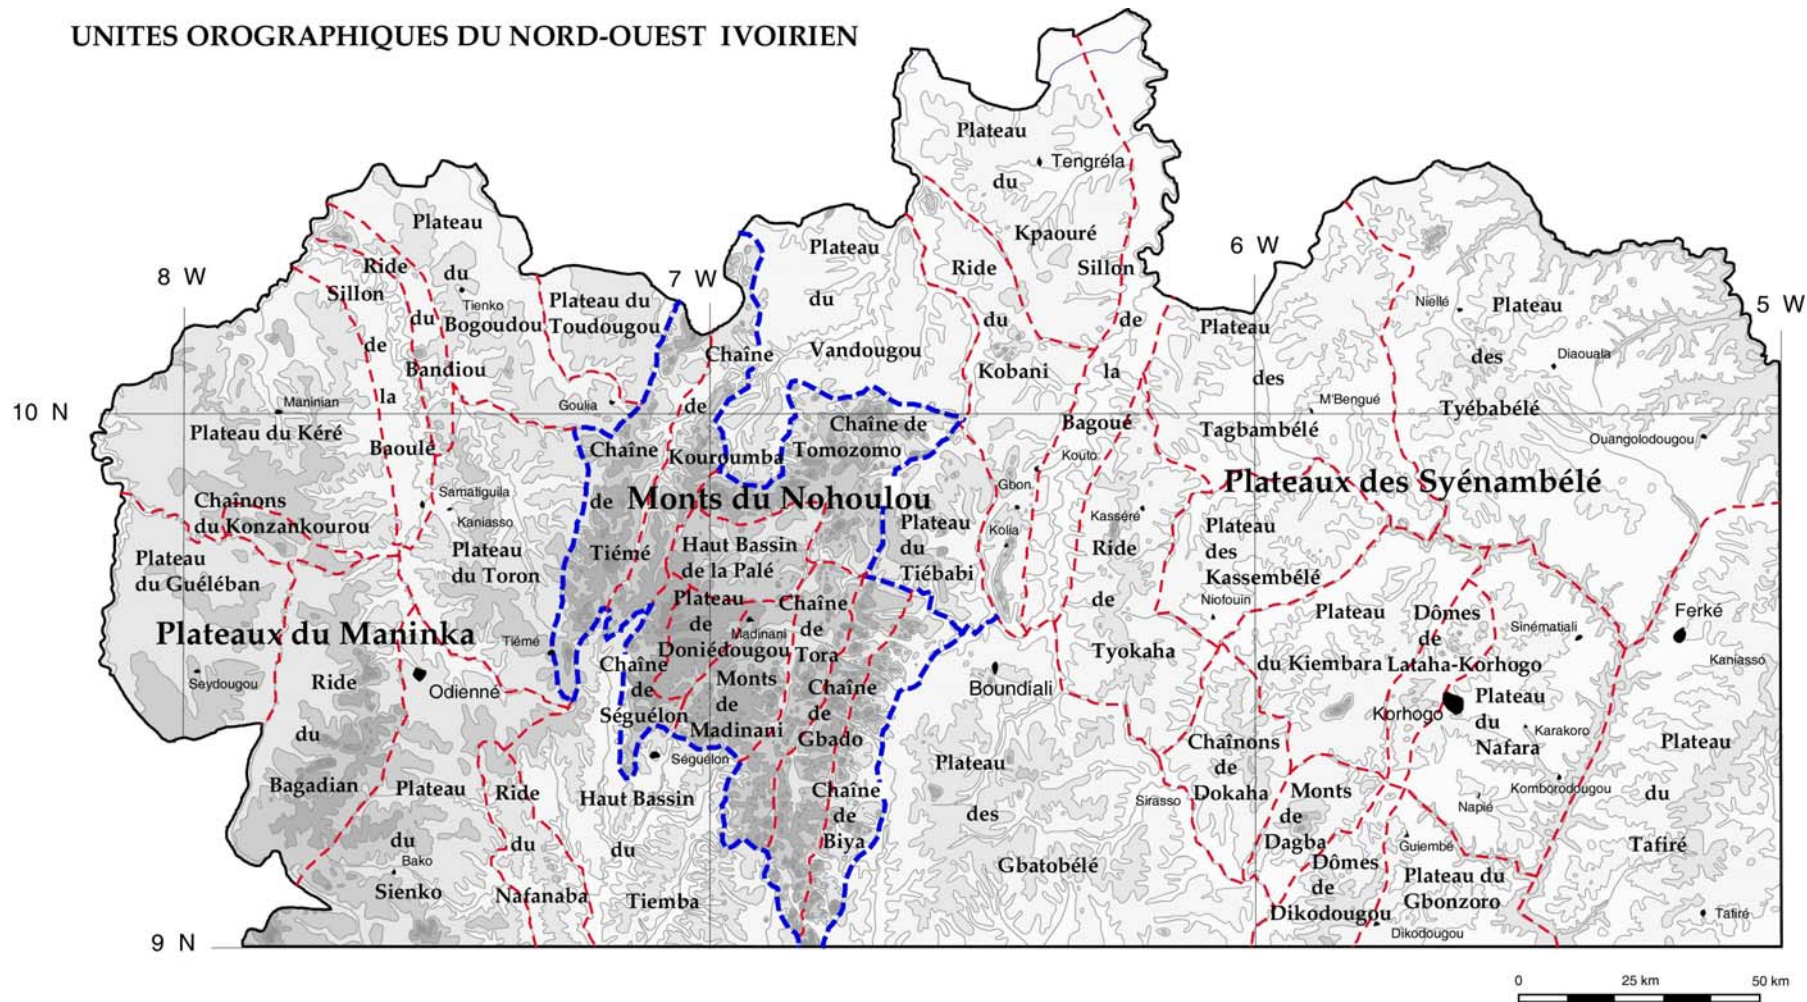 UNITES OROGRAPHIQUES DU NORD-OUEST IVOIRIEN
8 W
7 W
6 W
5 W
10 N
9 N
Plateau
du
Kpaouré
Tengréla
Plateau
du
Bogoudou
Tienko
Ride
du
Bandiou
Sillon
de
la
Baoulé
Plateau du
Toudougou
Goulia
Maninian
Plateau du Kéré
Chaînons
du Konzankourou
Plateau
du Guéléban
Samatiguila
Kaniasso
Plateau
du Toron
Plateaux du Maninka
Tiémé
Seydougou
Odienné
Ride
du
Bagadian
Plateau
du
Sienko
Bako
Ride
du
Nafanaba
Haut Bassin
du
Tiemba
Chaîne
de
Tiémé
Chaîne
de
Kouroumba
Plateau
du
Vandougou
Chaîne de
Tomozomo
Monts du Nohoulou
Haut Bassin
de la Palé
Plateau
de
Doniédougou
Madinani
Chaîne
de
Séguélon
Séguélon
Monts
de
Madinani
Chaîne
de
Tora
Chaîne
de
Gbado
Chaîne
de
Biya
Plateau
du
Tiébabi
Ride
du
Kobani
Sillon
de
la
Bagoué
Kouto
Gbon
Kolia
Kasséré
Ride
de
Tyokaha
Boundiali
Plateau
des
Gbatobélé
Sirasso
Plateau
des
Tagbambélé
M'Bengué
Niellé
Plateau
des
Tyébabélé
Diaouala
Ouangolodougou
Plateaux des Syénambélé
Plateau
des
Kassembélé
Niofouin
Plateau
du Kiembara
Dômes
de
Lataha-Korhogo
Sinématiali
Ferké
Kaniasso
Korhogo
Plateau
du
Nafara
Karakoro
Komborodougou
Napié
Chaînons
de
Dokaha
Monts
de
Dagba
Dômes
de
Dikodougou
Guiembé
Plateau du
Gbonzoro
Dikodougou
Plateau
du
Tafiré
Tafiré
0 25 km 50 km